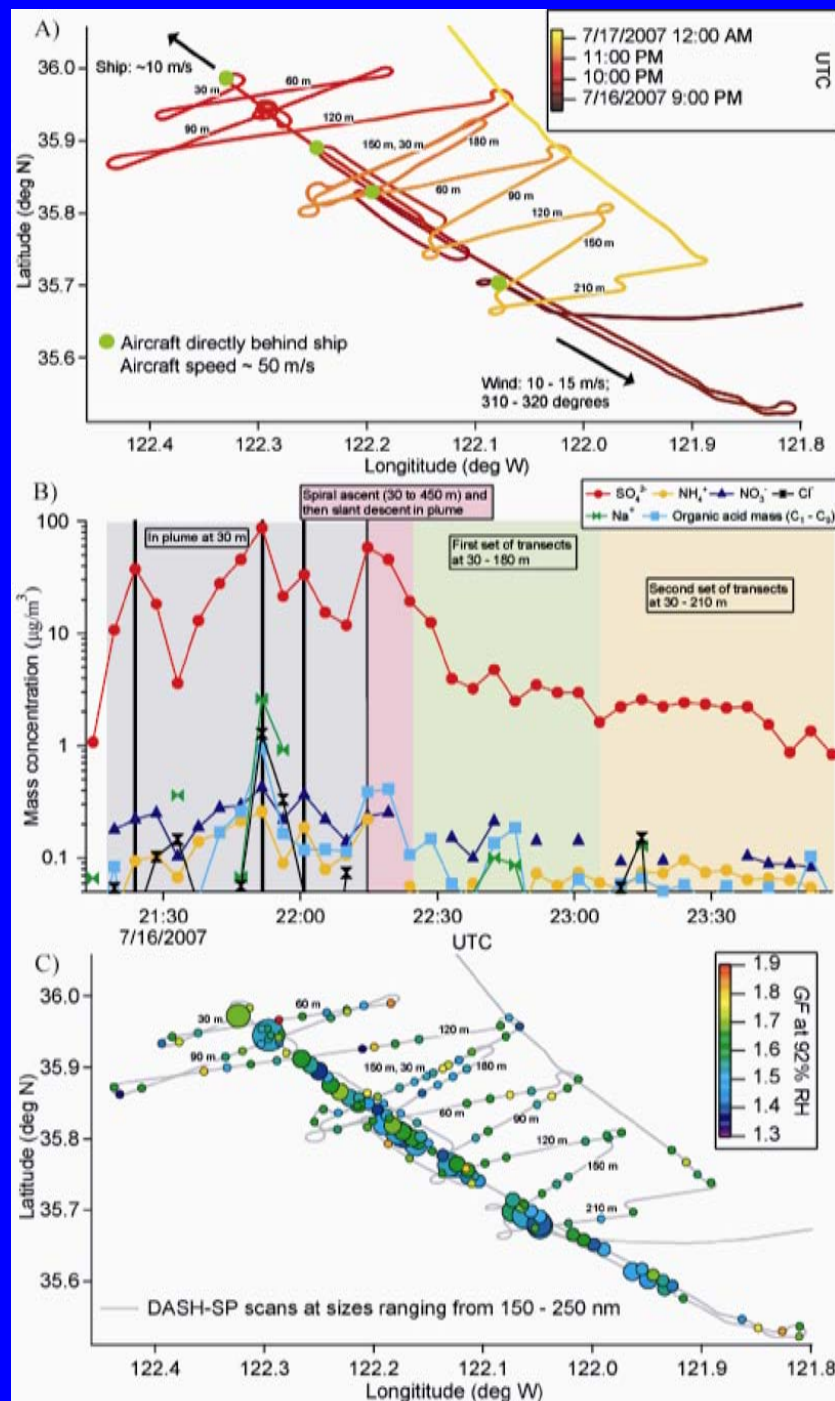 A)
7/17/2007 12:00 AM
11:00 PM
10:00 PM
7/16/2007 9:00 PM
UTC
Ship: ~10 m/s
30 m
60 m
90 m
120 m
150 m, 30 m
180 m
60 m
90 m
120 m
150 m
210 m
Aircraft directly behind ship
Aircraft speed ~ 50 m/s
Wind: 10 - 15 m/s;
310 - 320 degrees
Latitude (deg N)
36.0
35.9
35.8
35.7
35.6
122.4 122.3 122.2 122.1 122.0 121.9 121.8
Longititude (deg W)
B)
Spiral ascent (30 to 450 m) and
then slant descent in plume
SO₄²⁻ NH₄⁺ NO₃⁻ Cl⁻
Na⁺ Organic acid mass (C₁ - C₉)
In plume at 30 m
First set of transects
at 30 - 180 m
Second set of transects
at 30 - 210 m
Mass concentration (μg/m³)
100
10
1
0.1
21:30 22:00 22:30 23:00 23:30
7/16/2007
UTC
C)
1.9
1.8
1.7
1.6
1.5
1.4
1.3
GF at 92% RH
30 m
60 m
90 m
120 m
150 m, 30 m
180 m
60 m
90 m
120 m
150 m
210 m
Latitude (deg N)
36.0
35.9
35.8
35.7
35.6
DASH-SP scans at sizes ranging from 150 - 250 nm
122.4 122.3 122.2 122.1 122.0 121.9 121.8
Longititude (deg W)